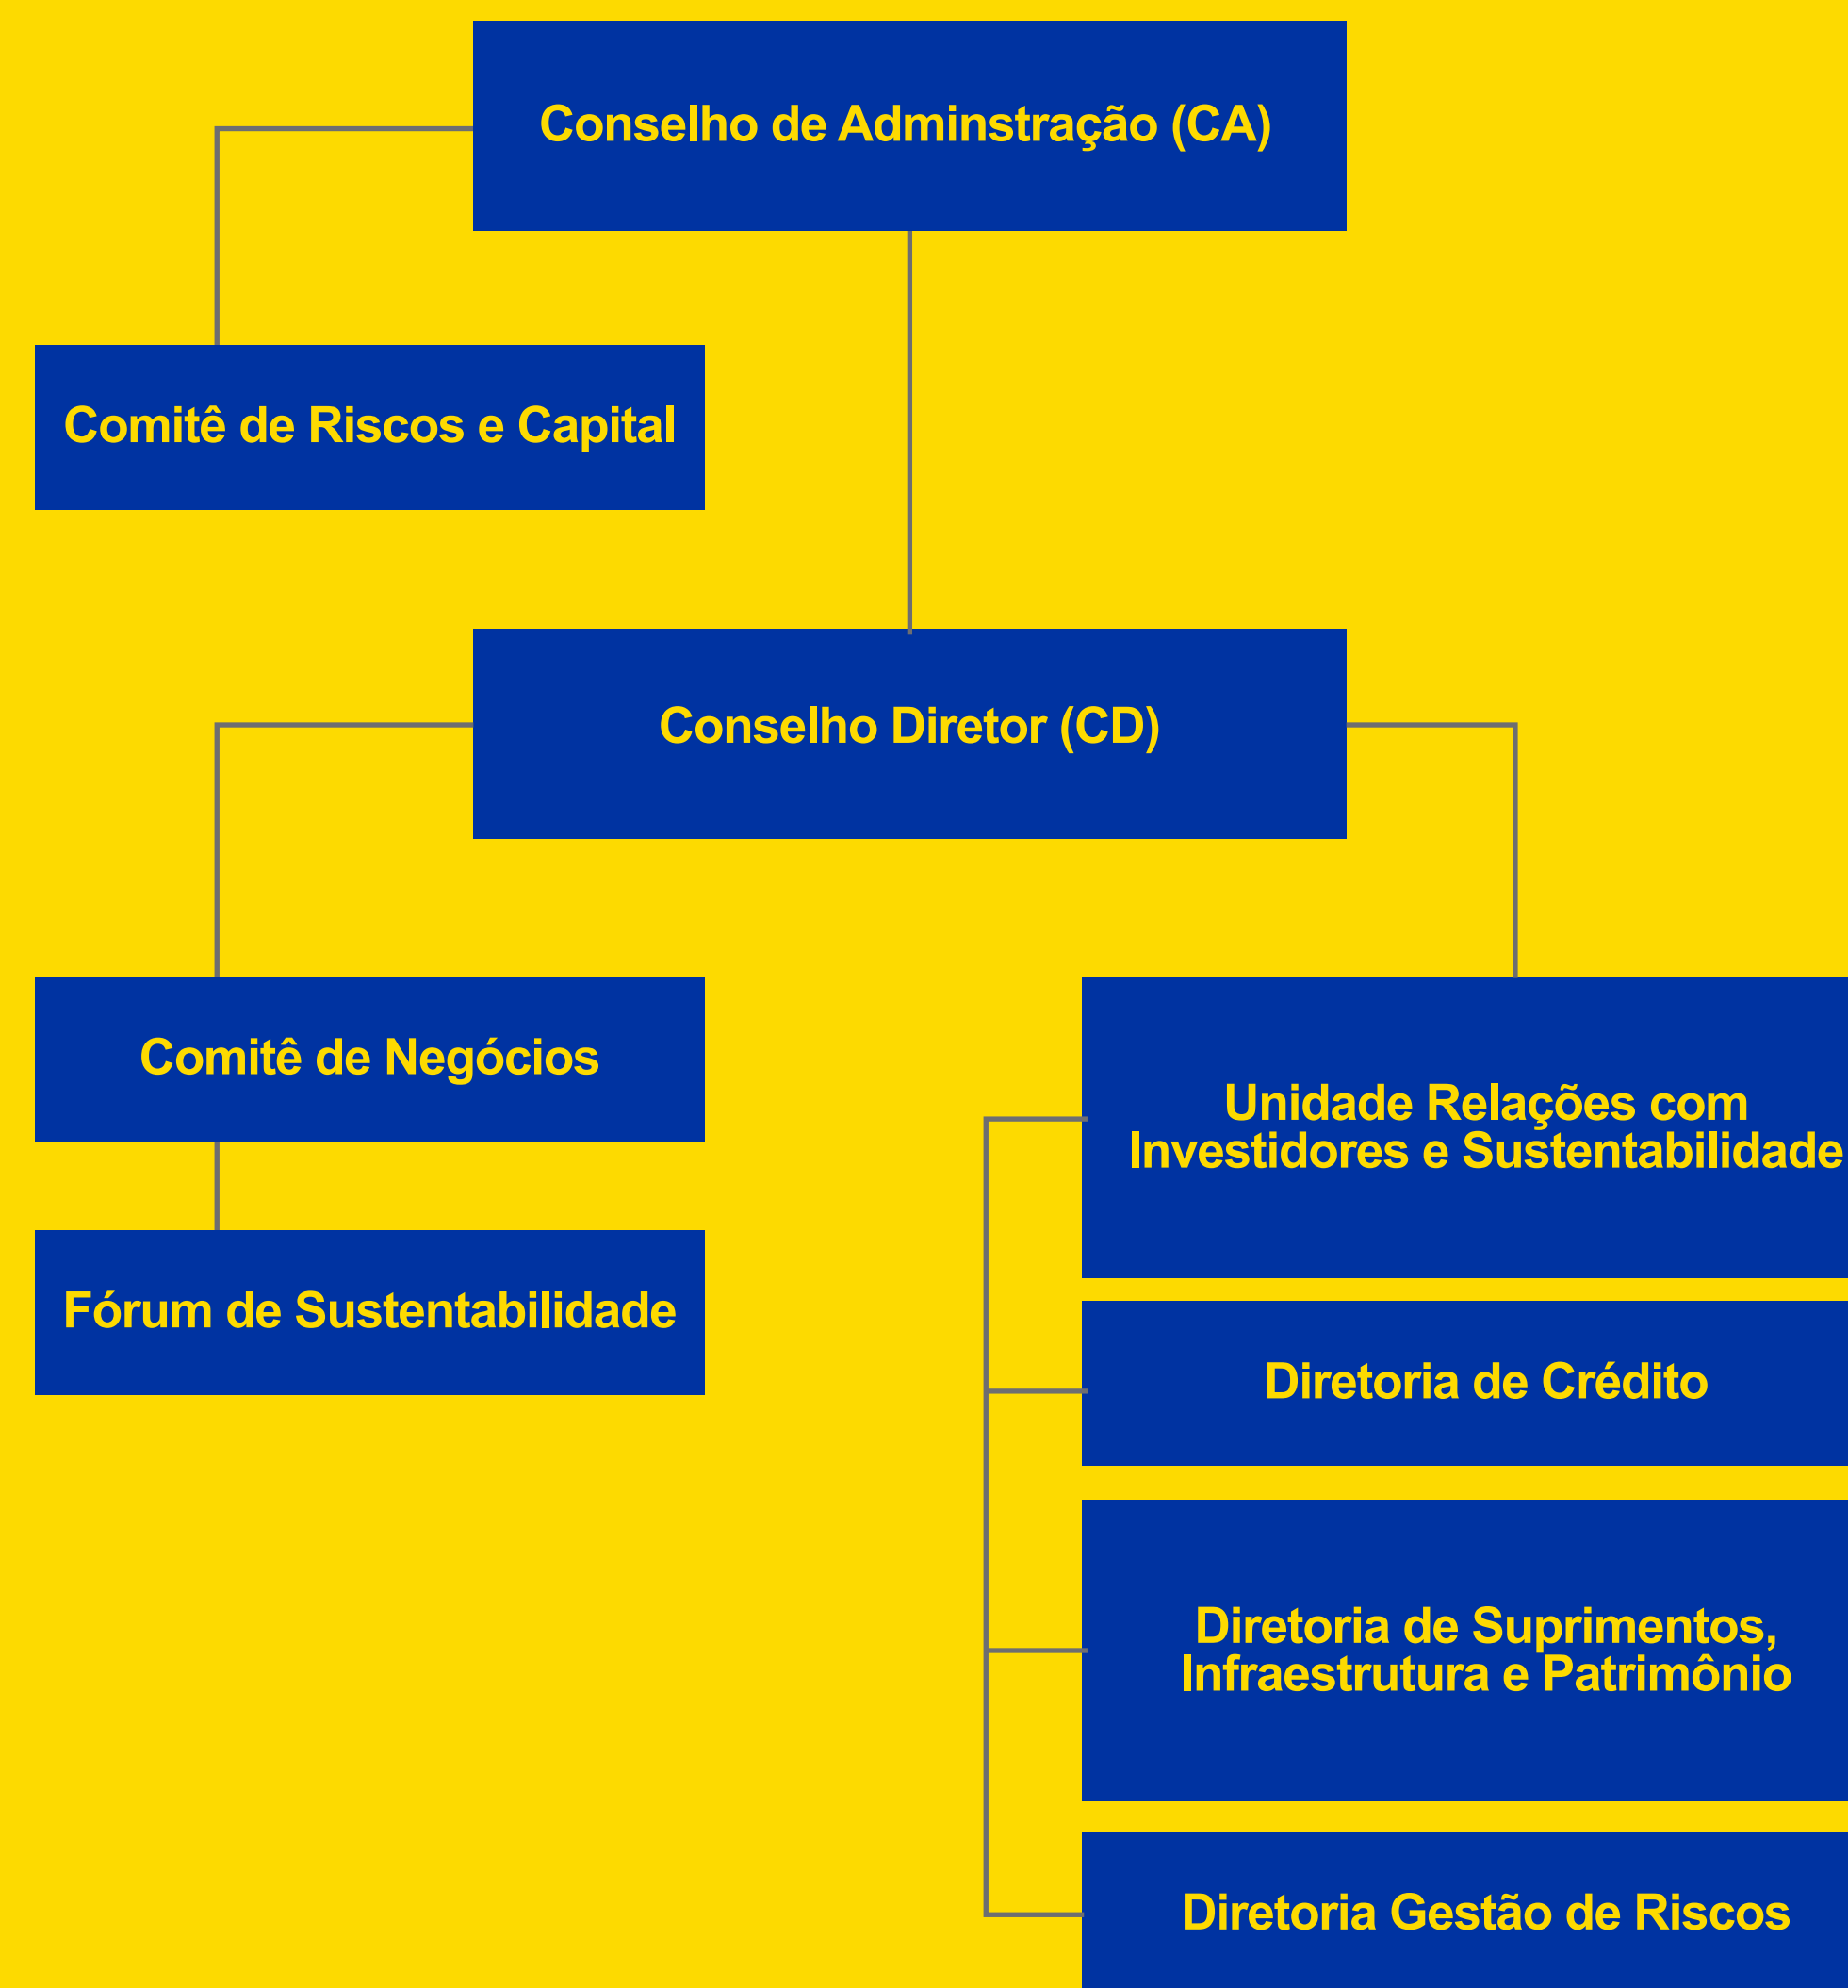 Conselho de Adminstração (CA)
Comitê de Riscos e Capital
Conselho Diretor (CD)
Comitê de Negócios
Fórum de Sustentabilidade
Unidade Relações com
Investidores e Sustentabilidade
Diretoria de Crédito
Diretoria de Suprimentos,
Infraestrutura e Patrimônio
Diretoria Gestão de Riscos